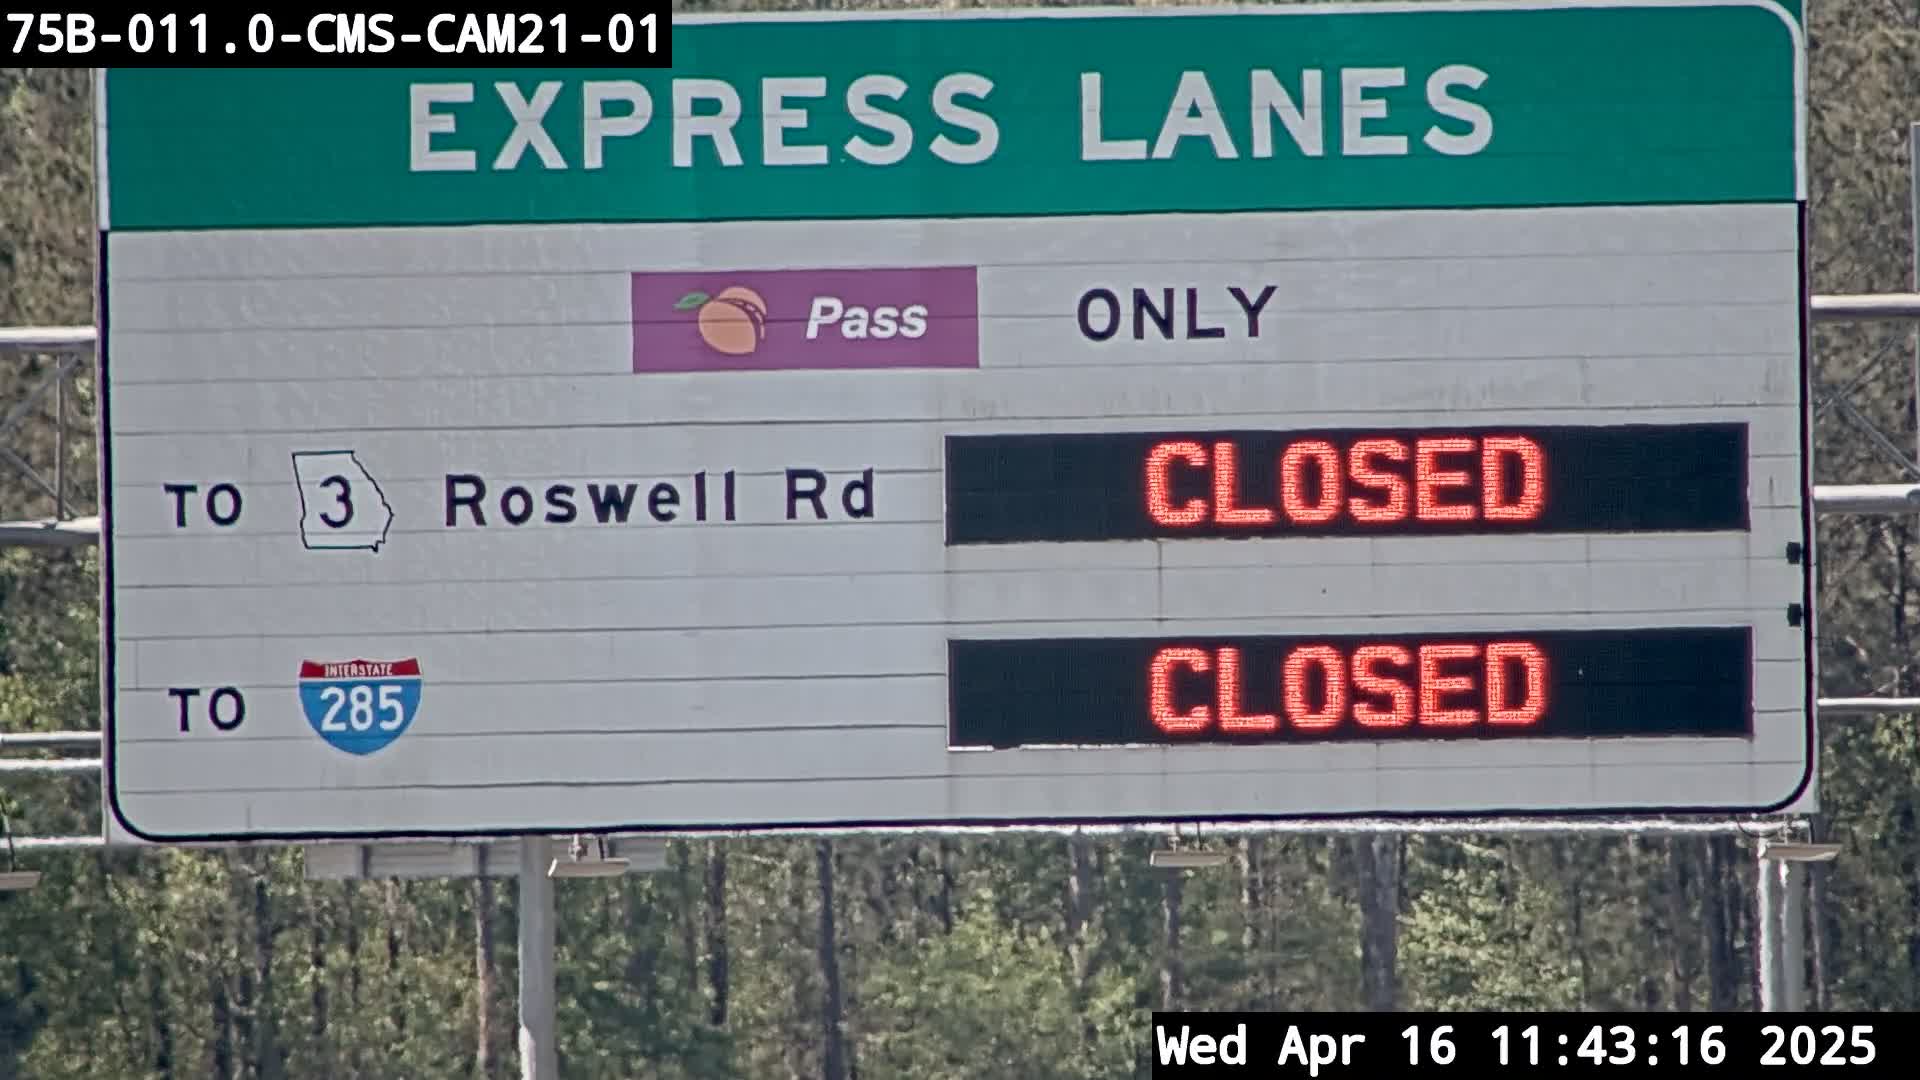 75B-011.0-CMS-CAM21-01
EXPRESS LANES
Pass ONLY
TO 3 Roswell Rd CLOSED
INTERSTATE
TO 285 CLOSED
Wed Apr 16 11:43:16 2025